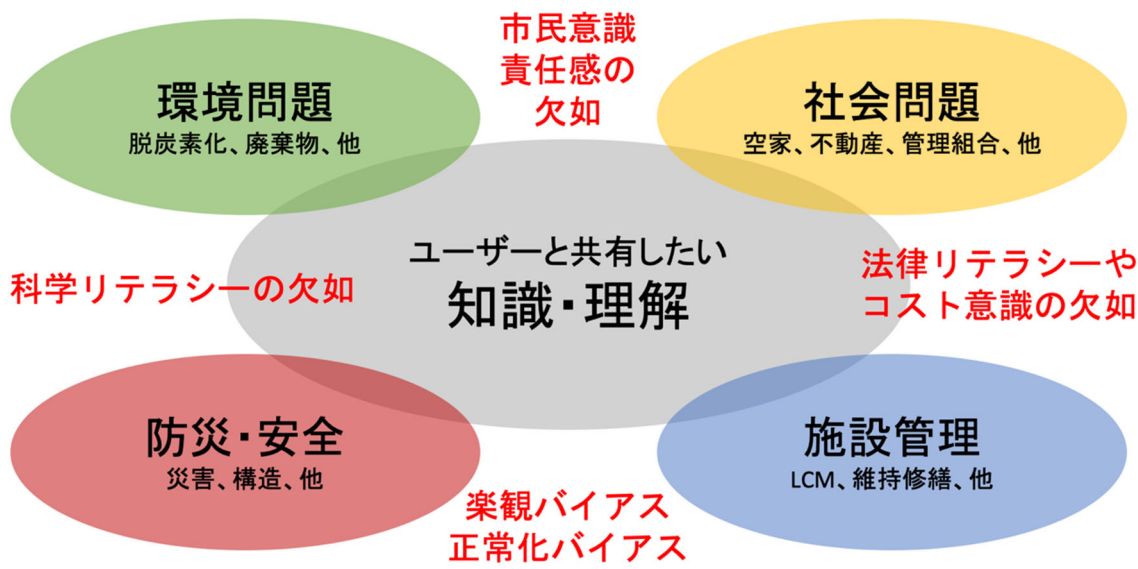 市民意識
責任感の
欠如
環境問題
脱炭素化、廃棄物、他
社会問題
空家、不動産、管理組合、他
ユーザーと共有したい
知識・理解
科学リテラシーの欠如
法律リテラシーや
コスト意識の欠如
防災・安全
災害、構造、他
施設管理
LCM、維持修繕、他
楽観バイアス
正常化バイアス